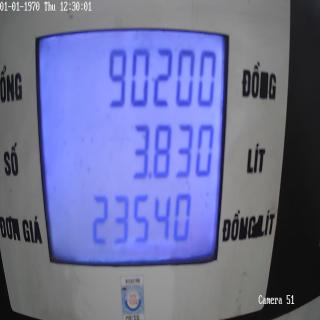 01-01-1970 Thu 12:30:01
ỔNG 90200 ĐỒNG
SỐ 3.830 LÍT
ĐƠN GIÁ 23540 ĐỒNG/LÍT
Camera 51